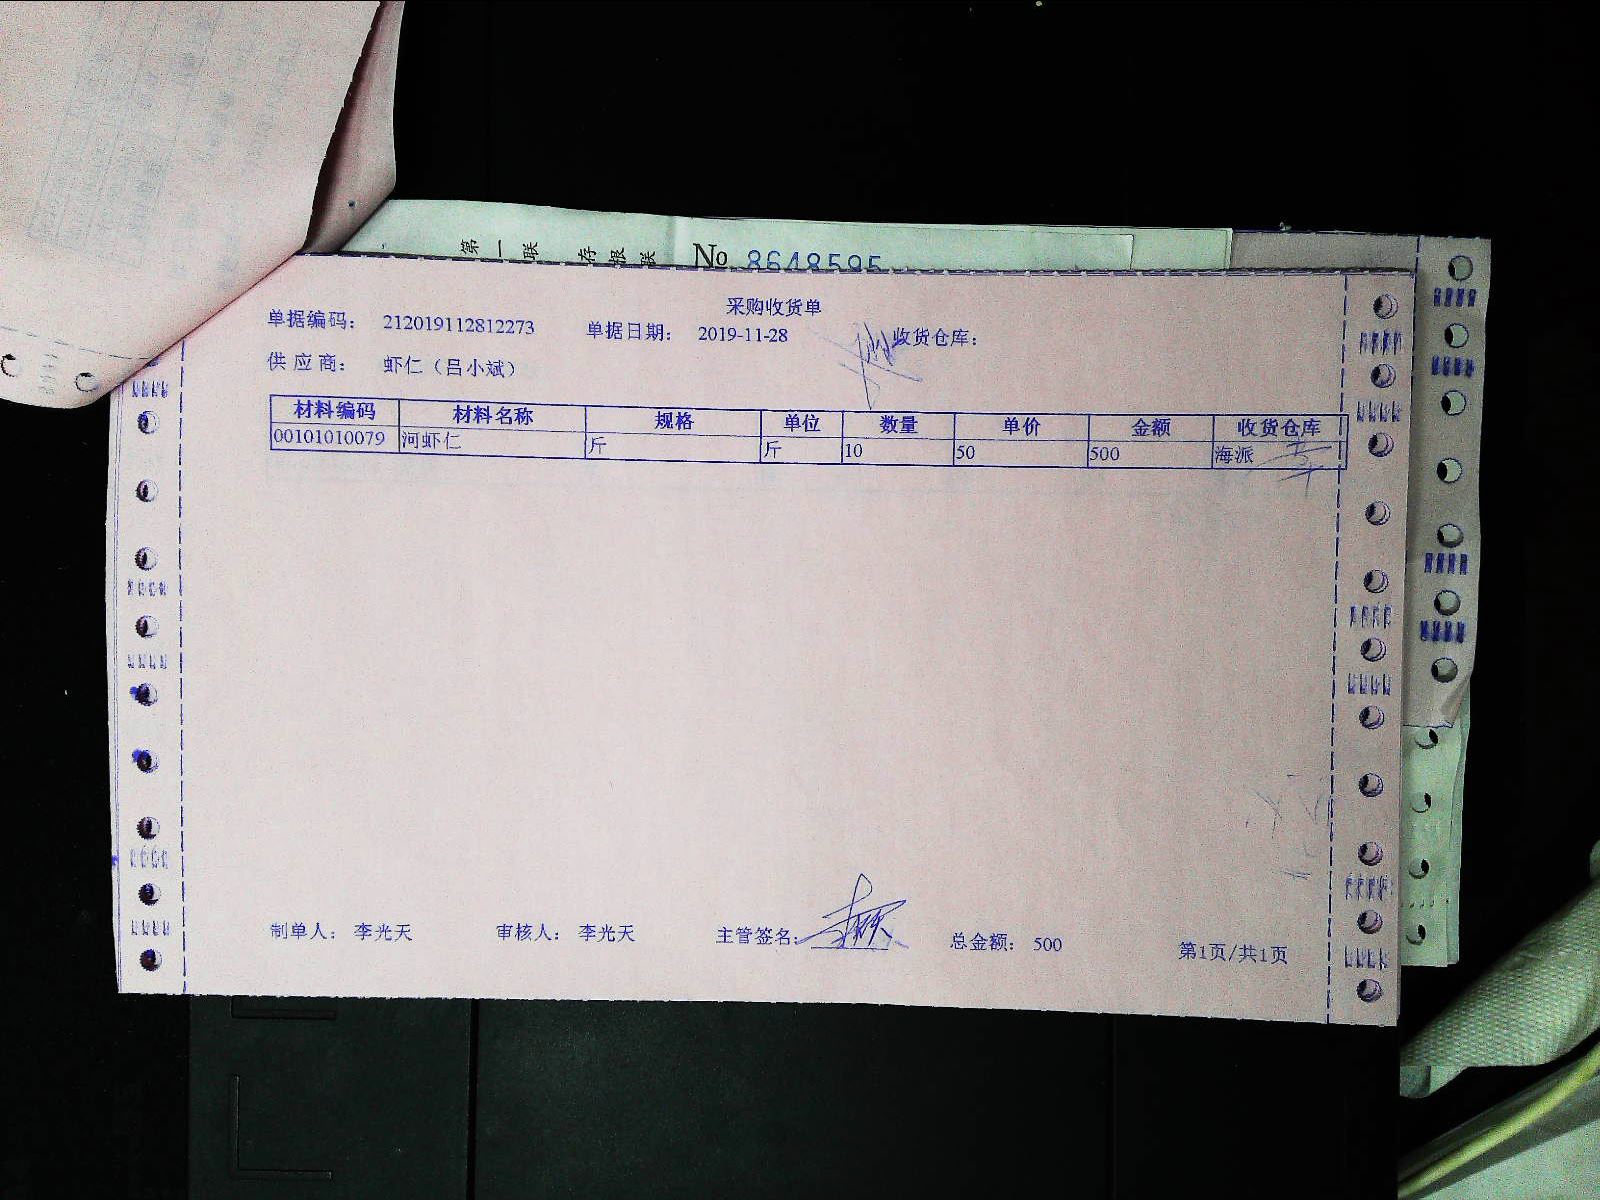 第一联 存根联 No 8648595
采购收货单
单据编码： 212019112812273 单据日期： 2019-11-28 收货仓库：
供应商： 虾仁（吕小斌）
材料编码 材料名称 规格 单位 数量 单价 金额 收货仓库
00101010079 河虾仁 斤 斤 10 50 500 海派
制单人： 李光天 审核人： 李光天 主管签名： 总金额： 500 第1页/共1页